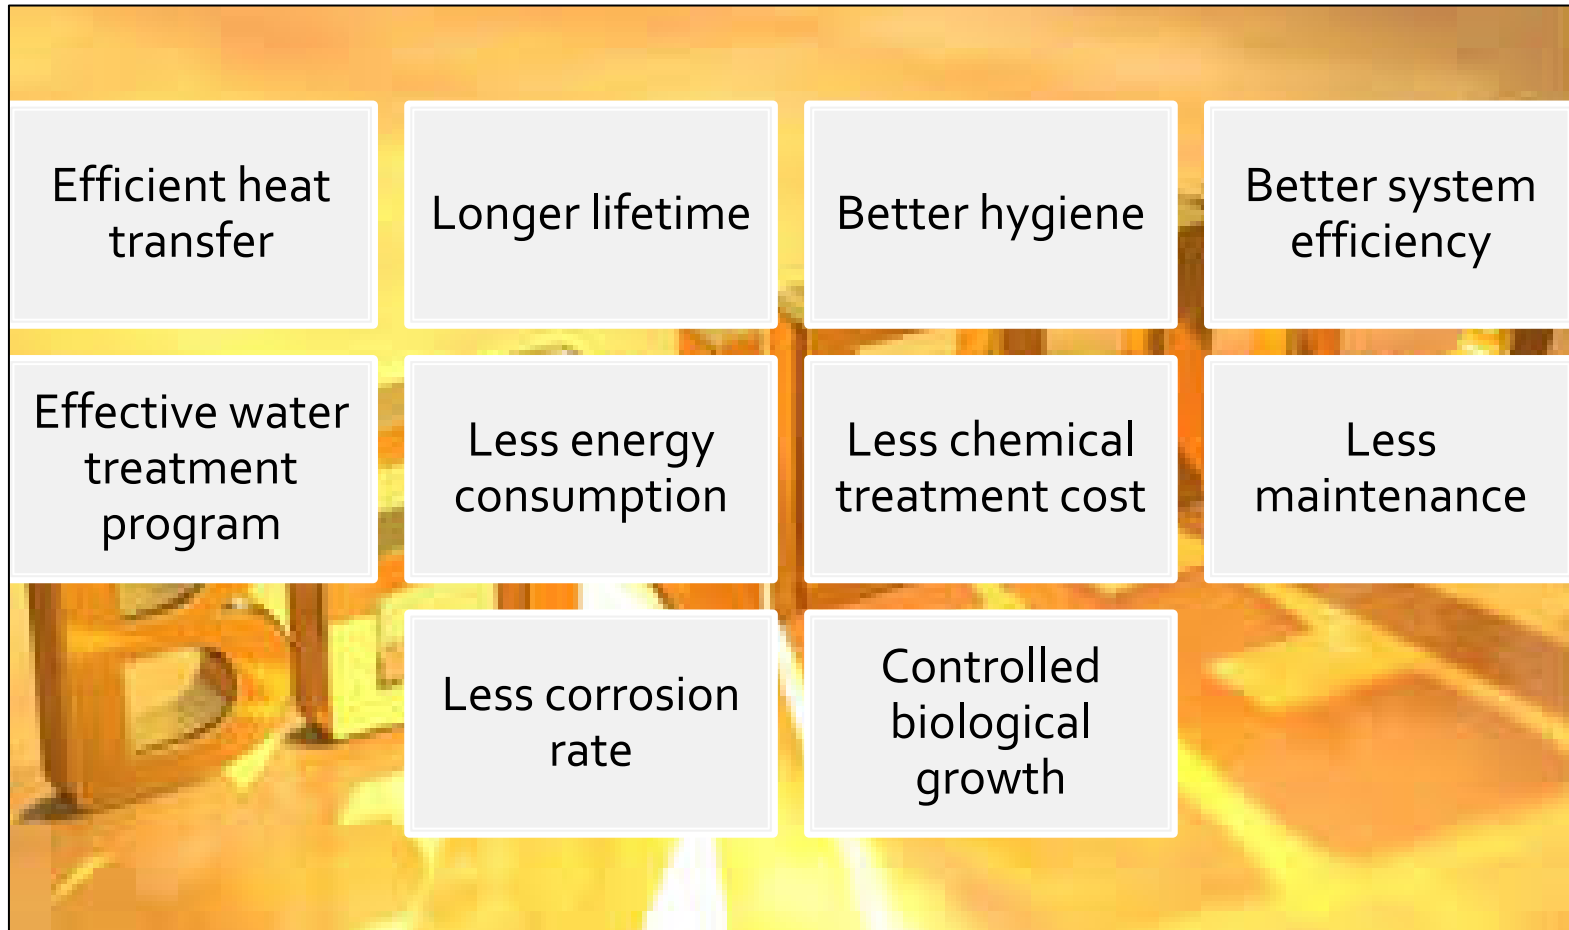 Efficient heat
transfer
Longer lifetime
Better hygiene
Better system
efficiency
Effective water
treatment
program
Less energy
consumption
Less chemical
treatment cost
Less
maintenance
Less corrosion
rate
Controlled
biological
growth